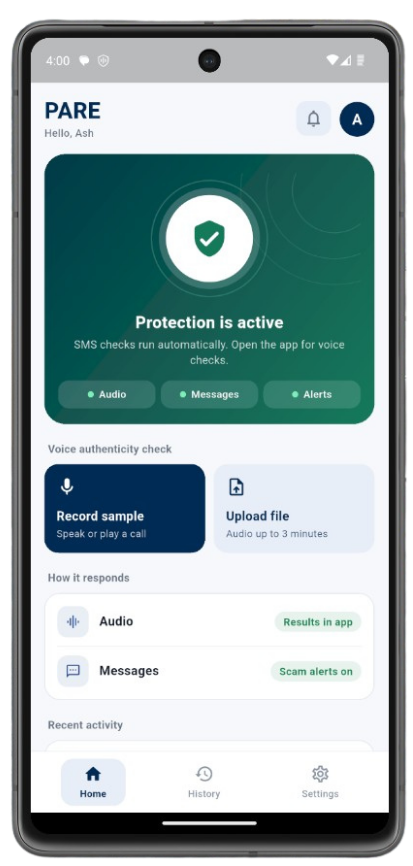 4:00
PARE
Hello, Ash
A
Protection is active
SMS checks run automatically. Open the app for voice
checks.
Audio
Messages
Alerts
Voice authenticity check
Record sample
Speak or play a call
Upload file
Audio up to 3 minutes
How it responds
Audio
Results in app
Messages
Scam alerts on
Recent activity
Home
History
Settings